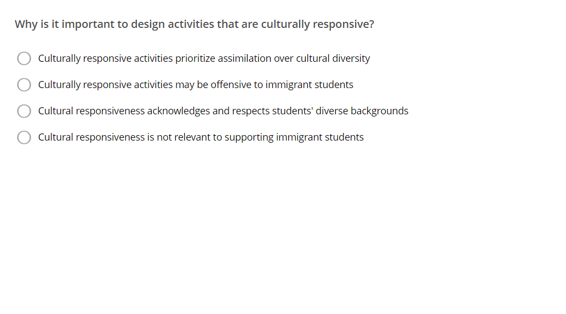 Why is it important to design activities that are culturally responsive?
Culturally responsive activities prioritize assimilation over cultural diversity
Culturally responsive activities may be offensive to immigrant students
Cultural responsiveness acknowledges and respects students' diverse backgrounds
Cultural responsiveness is not relevant to supporting immigrant students